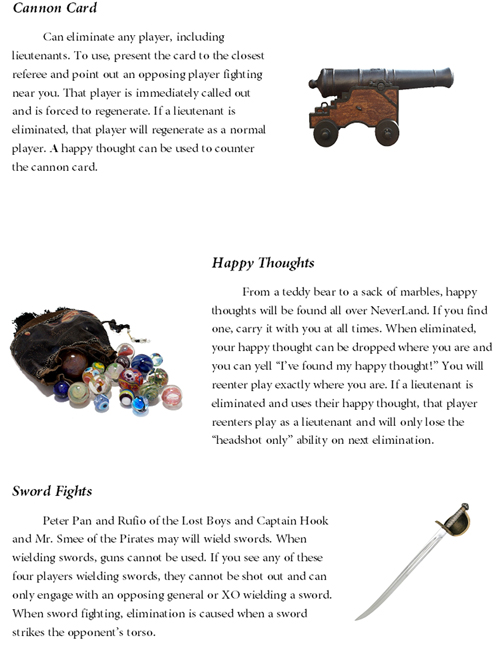 Cannon Card
Can eliminate any player, including
lieutenants. To use, present the card to the closest
referee and point out an opposing player fighting
near you. That player is immediately called out
and is forced to regenerate. If a lieutenant is
eliminated, that player will regenerate as a normal
player. A happy thought can be used to counter
the cannon card.
Happy Thoughts
From a teddy bear to a sack of marbles, happy
thoughts will be found all over NeverLand. If you find
one, carry it with you at all times. When eliminated,
your happy thought can be dropped where you are and
you can yell “I’ve found my happy thought!” You will
reenter play exactly where you are. If a lieutenant is
eliminated and uses their happy thought, that player
reenters play as a lieutenant and will only lose the
“headshot only” ability on next elimination.
Sword Fights
Peter Pan and Rufio of the Lost Boys and Captain Hook
and Mr. Smee of the Pirates may will wield swords. When
wielding swords, guns cannot be used. If you see any of these
four players wielding swords, they cannot be shot out and can
only engage with an opposing general or XO wielding a sword.
When sword fighting, elimination is caused when a sword
strikes the opponent’s torso.